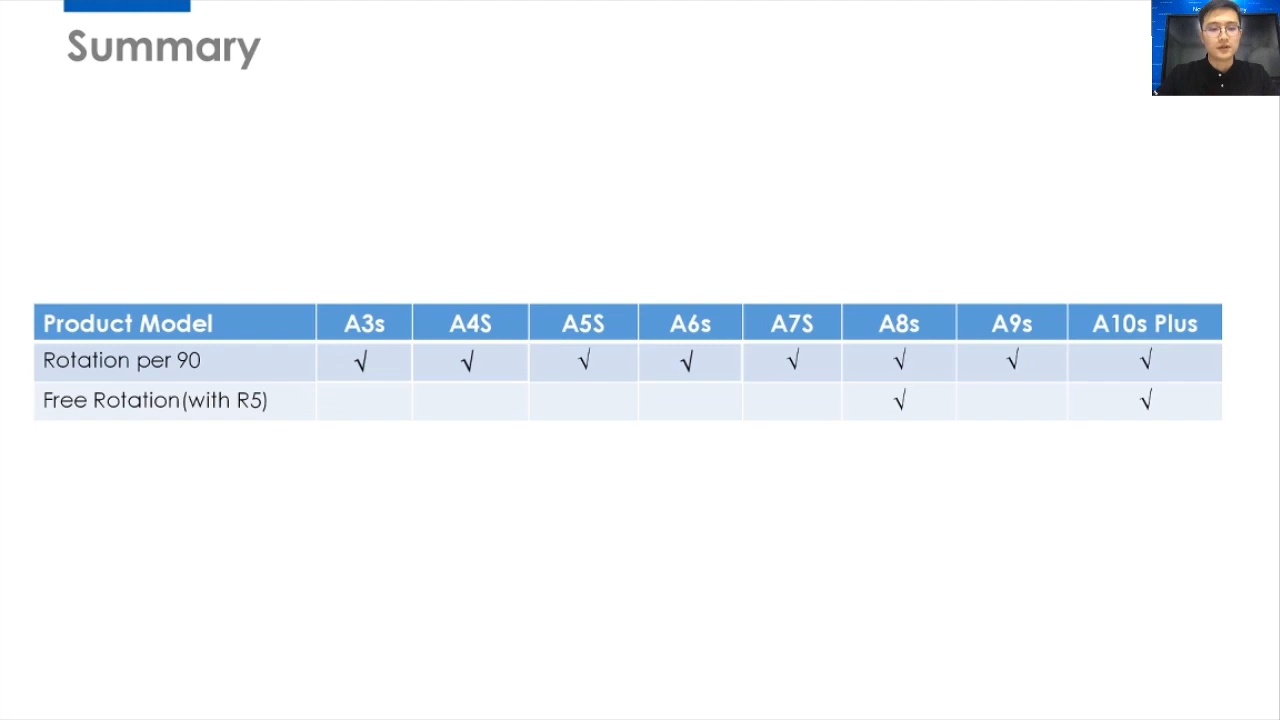 Summary
Product Model A3s A4S A5S A6s A7S A8s A9s A10s Plus
Rotation per 90 √ √ √ √ √ √ √ √
Free Rotation(with R5) √ √